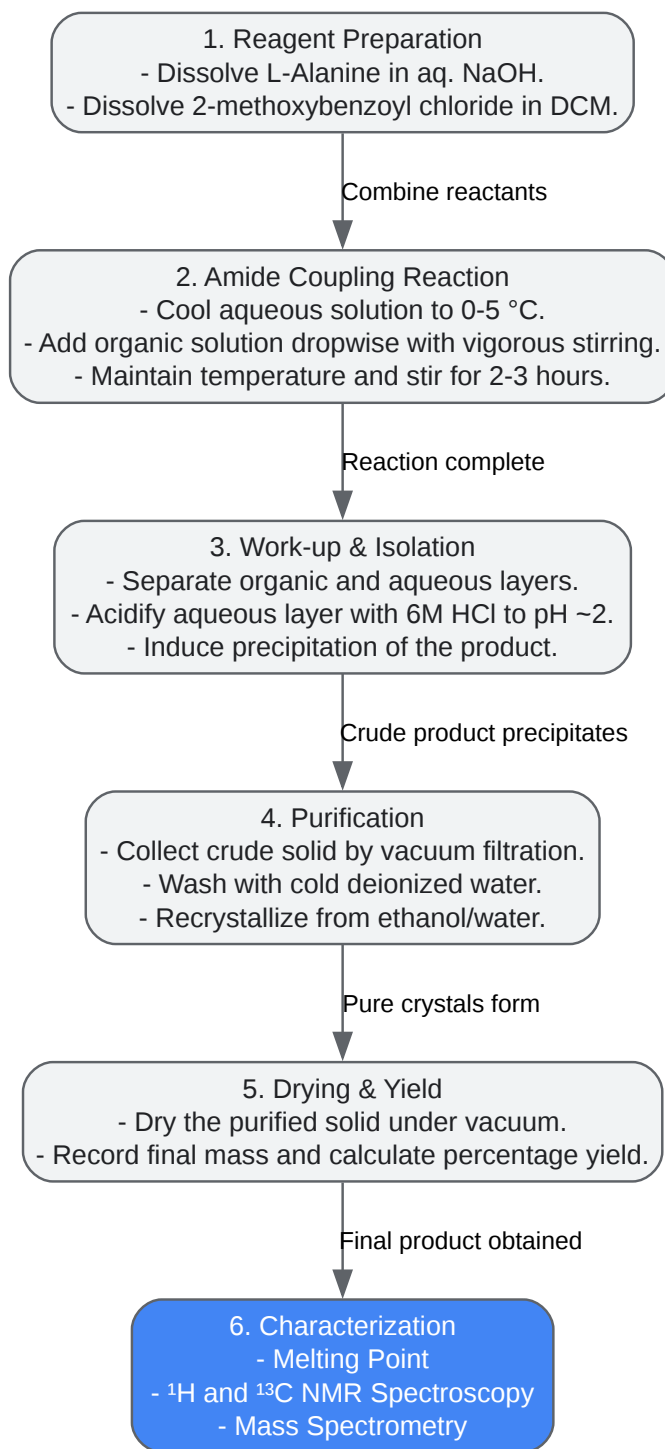 1. Reagent Preparation
- Dissolve L-Alanine in aq. NaOH.
- Dissolve 2-methoxybenzoyl chloride in DCM.
Combine reactants
2. Amide Coupling Reaction
- Cool aqueous solution to 0-5 °C.
- Add organic solution dropwise with vigorous stirring.
- Maintain temperature and stir for 2-3 hours.
Reaction complete
3. Work-up & Isolation
- Separate organic and aqueous layers.
- Acidify aqueous layer with 6M HCl to pH ~2.
- Induce precipitation of the product.
Crude product precipitates
4. Purification
- Collect crude solid by vacuum filtration.
- Wash with cold deionized water.
- Recrystallize from ethanol/water.
Pure crystals form
5. Drying & Yield
- Dry the purified solid under vacuum.
- Record final mass and calculate percentage yield.
Final product obtained
6. Characterization
- Melting Point
- ¹H and ¹³C NMR Spectroscopy
- Mass Spectrometry